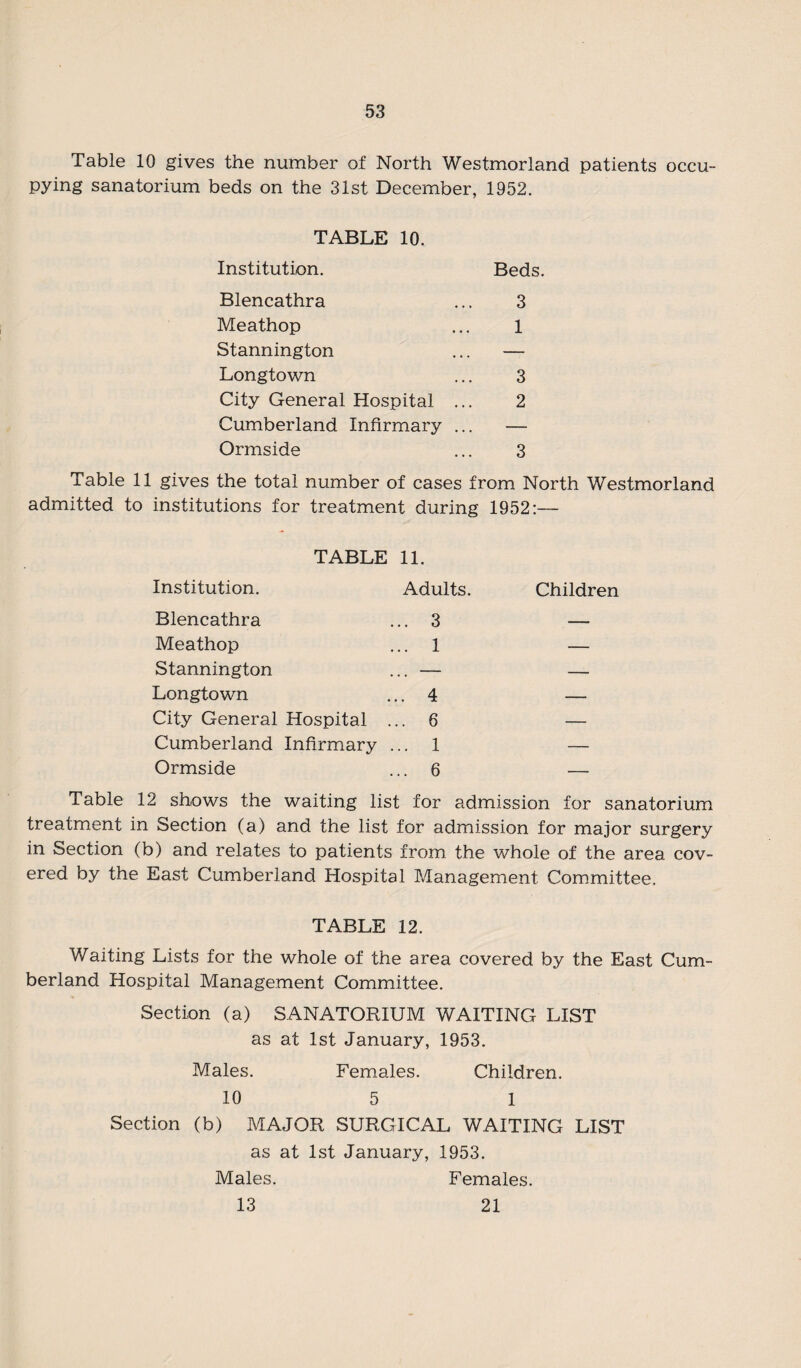 53
Table 10 gives the number of North Westmorland patients occu-
pying sanatorium beds on the 31st December, 1952.
TABLE 10.
Institution. Beds.
Blencathra ... 3
Meathop ... 1
Stannington ... —
Longtown ... 3
City General Hospital ... 2
Cumberland Infirmary ... —
Ormside ... 3
Table 11 gives the total number of cases from North Westmorland
admitted to institutions for treatment during 1952:—
TABLE 11.
Institution. Adults. Children
Blencathra ... 3 —
Meathop ... 1 —
Stannington ... — —
Longtown ... 4 —
City General Hospital ... 6 —
Cumberland Infirmary ... 1 —
Ormside ... 6 —
Table 12 shows the waiting list for admission for sanatorium
treatment in Section (a) and the list for admission for major surgery
in Section (b) and relates to patients from the whole of the area cov-
ered by the East Cumberland Hospital Management Committee.
TABLE 12.
Waiting Lists for the whole of the area covered by the East Cum-
berland Hospital Management Committee.
Section (a) SANATORIUM WAITING LIST
as at 1st January, 1953.
Males. Females. Children.
10 5 1
Section (b) MAJOR SURGICAL WAITING LIST
as at 1st January, 1953.
Males. Females.
13 21